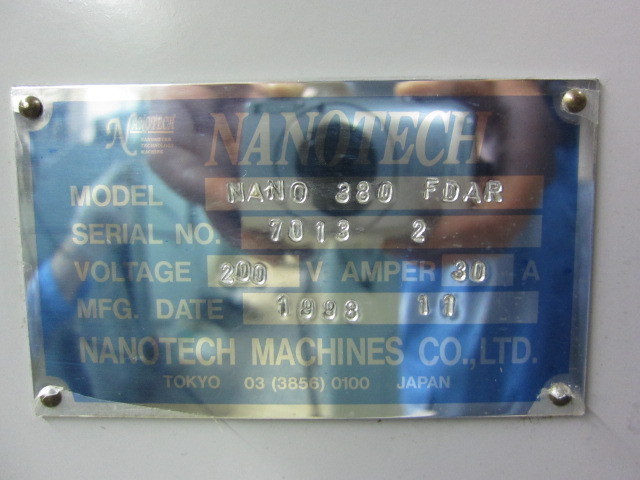 NANOTECH
NANOTECH
MODEL NANO 380 FDAR
SERIAL NO. 7013 2
VOLTAGE 200 V. AMPER 30 A
MFG. DATE 1998 11
NANOTECH MACHINES CO.,LTD.
TOKYO 03 (3856) 0100 JAPAN